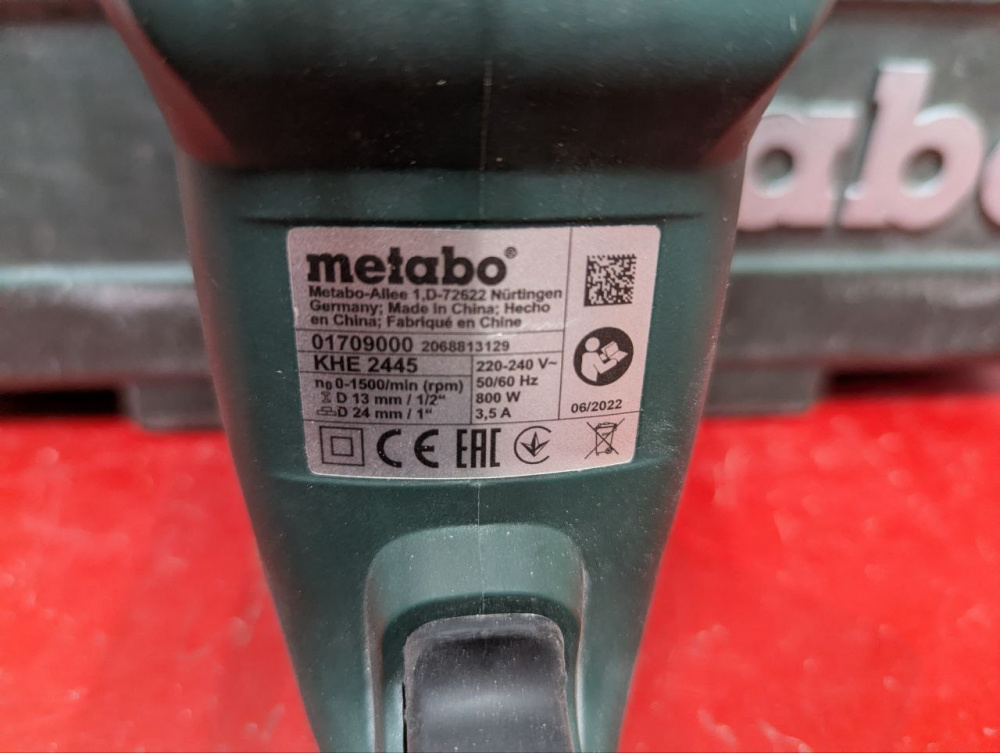 metabo®
Metabo-Allee 1,D-72622 Nürtingen
Germany; Made in China; Hecho
en China; Fabriqué en Chine
01709000 2068813129
KHE 2445
n₀ 0-1500/min (rpm)
D 13 mm / 1/2"
D 24 mm / 1"
220-240 V~
50/60 Hz
800 W
3,5 A
06/2022
CE EAC
abo